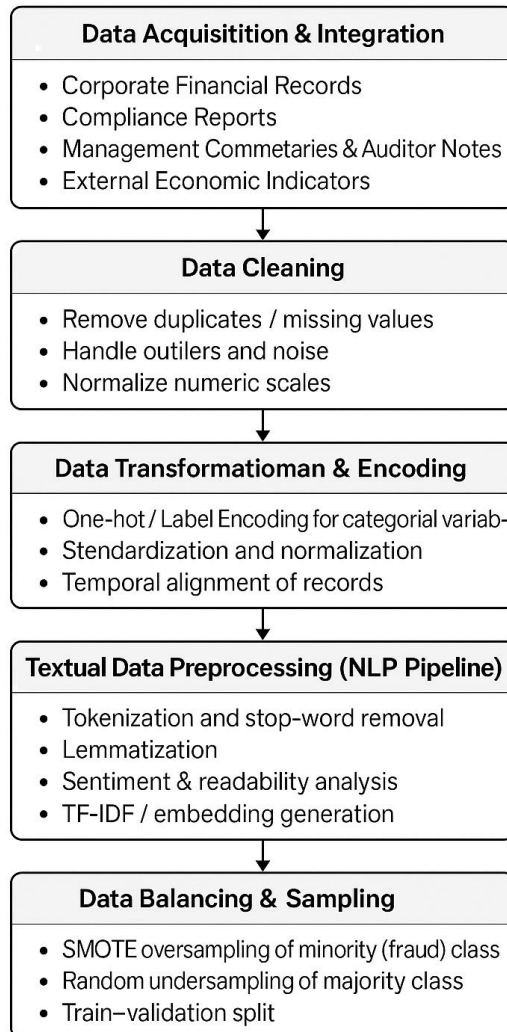 Data Acquisitition & Integration
• Corporate Financial Records
• Compliance Reports
• Management Commetaries & Auditor Notes
• External Economic Indicators
Data Cleaning
• Remove duplicates / missing values
• Handle outilers and noise
• Normalize numeric scales
Data Transformatioman & Encoding
• One-hot / Label Encoding for categorial variab-
• Stendardization and normalization
• Temporal alignment of records
Textual Data Preprocessing (NLP Pipeline)
• Tokenization and stop-word removal
• Lemmatization
• Sentiment & readability analysis
• TF-IDF / embedding generation
Data Balancing & Sampling
• SMOTE oversampling of minority (fraud) class
• Random undersampling of majority class
• Train–validation split